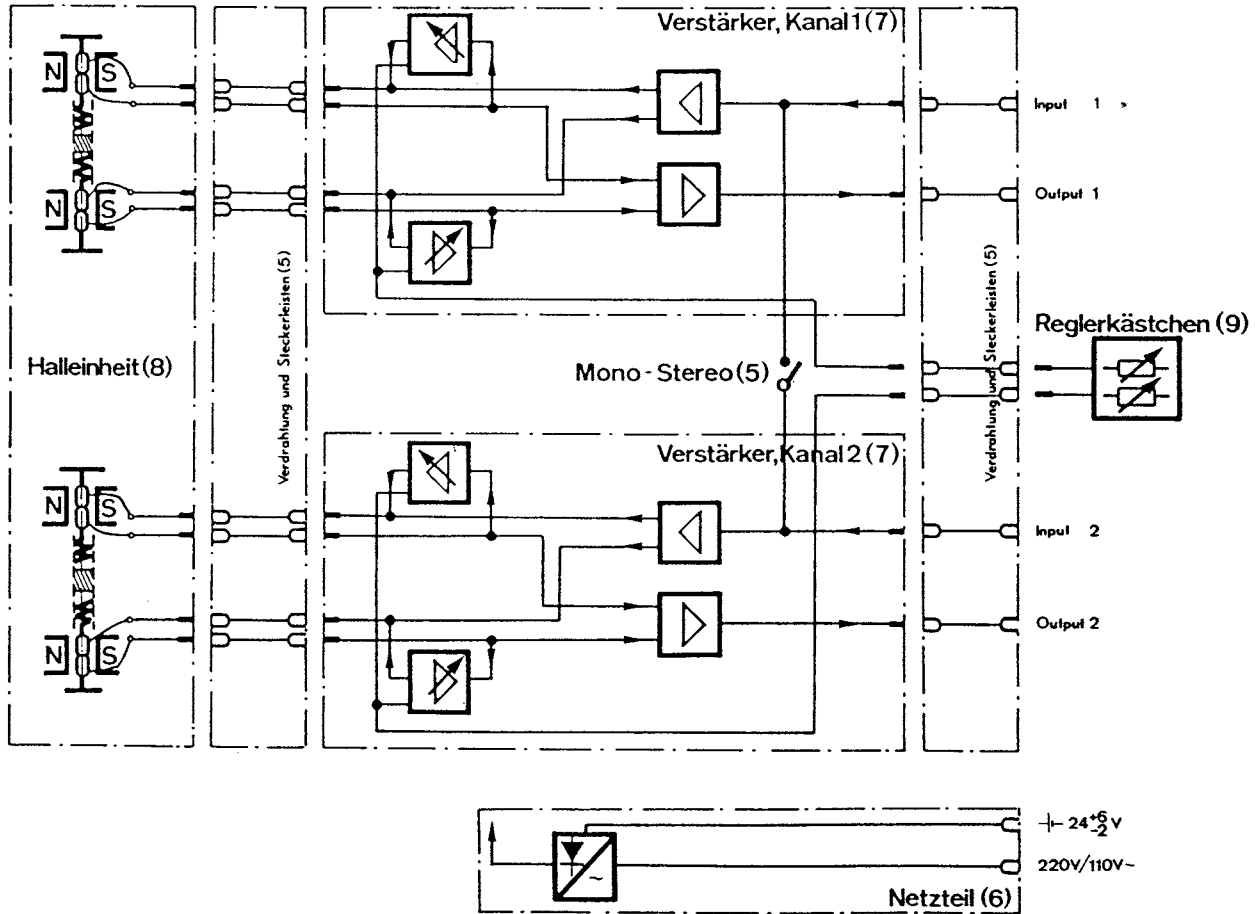 Verstärker, Kanal 1 (7)
N S
Input 1
N S
Output 1
Verdrahtung und Steckerleisten (5)
Verdrahtung und Steckerleisten (5)
Reglerkästchen (9)
Halleinheit (8)
Mono-Stereo (5)
Verstärker, Kanal 2 (7)
N S
Input 2
Output 2
N S
24 +6 -2 V
~
220V/110V~
Netzteil (6)